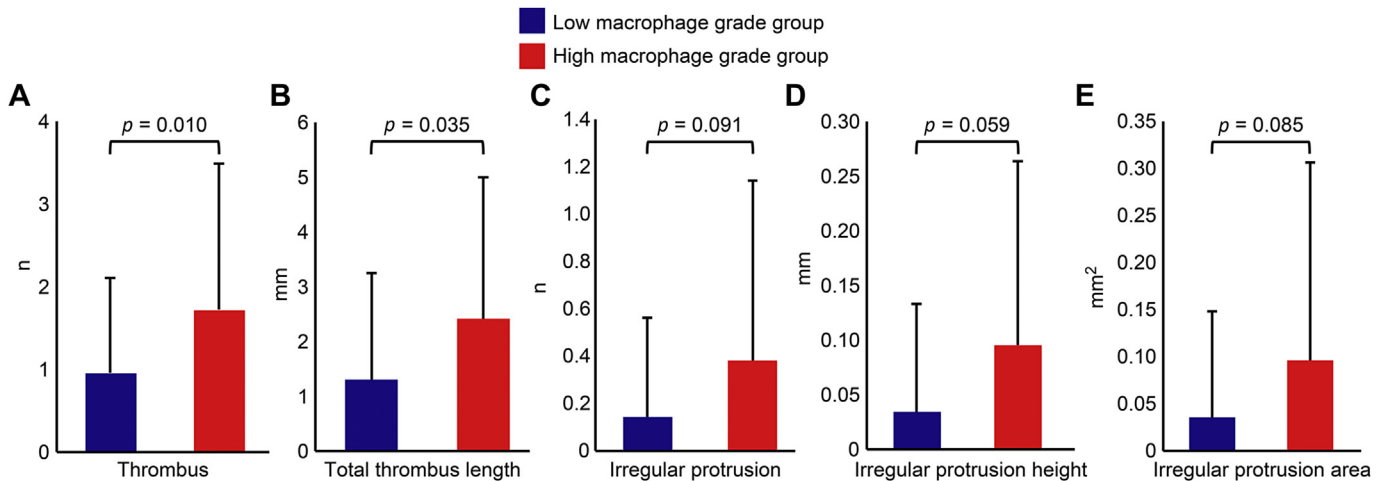 Low macrophage grade group
High macrophage grade group
A
p = 0.010
4
3
2
1
0
n
Thrombus
B
p = 0.035
6
5
4
3
2
1
0
mm
Total thrombus length
C
p = 0.091
1.4
1.2
1.0
0.8
0.6
0.4
0.2
0
n
Irregular protrusion
D
p = 0.059
0.30
0.25
0.20
0.15
0.10
0.05
0
mm
Irregular protrusion height
E
p = 0.085
0.35
0.30
0.25
0.20
0.15
0.10
0.05
0
mm²
Irregular protrusion area